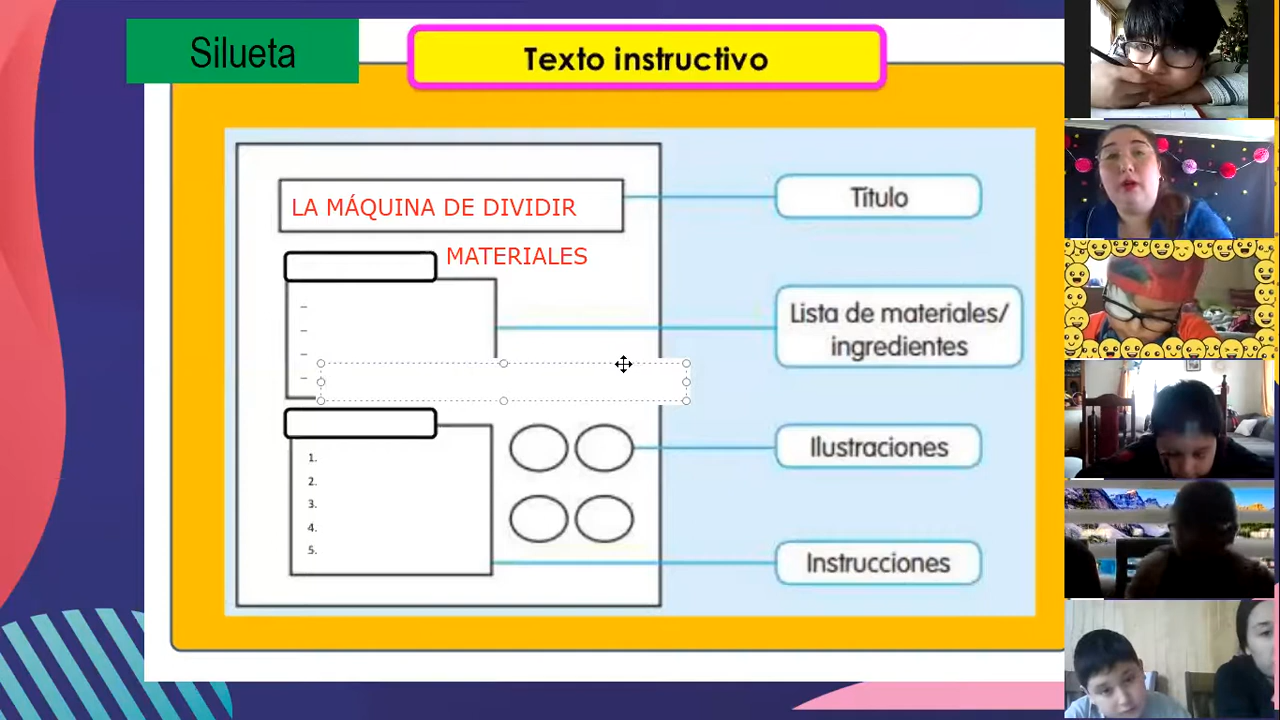 Silueta
Texto instructivo
LA MÁQUINA DE DIVIDIR
Título
MATERIALES
–
–
–
–
Lista de materiales/
ingredientes
1.
2.
3.
4.
5.
Ilustraciones
Instrucciones